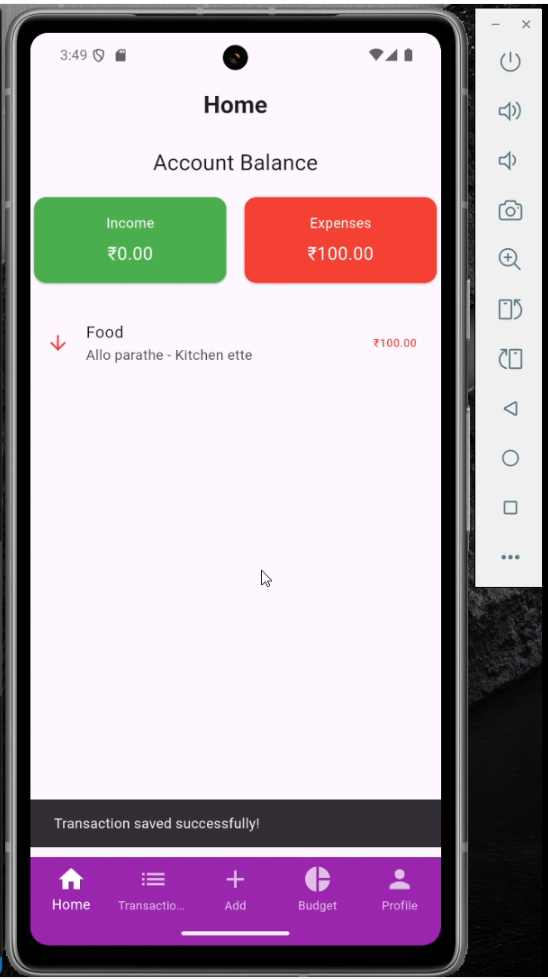 3:49
Home
Account Balance
Income
₹0.00
Expenses
₹100.00
Food
Allo parathe - Kitchen ette
₹100.00
Transaction saved successfully!
Home
Transactio...
Add
Budget
Profile